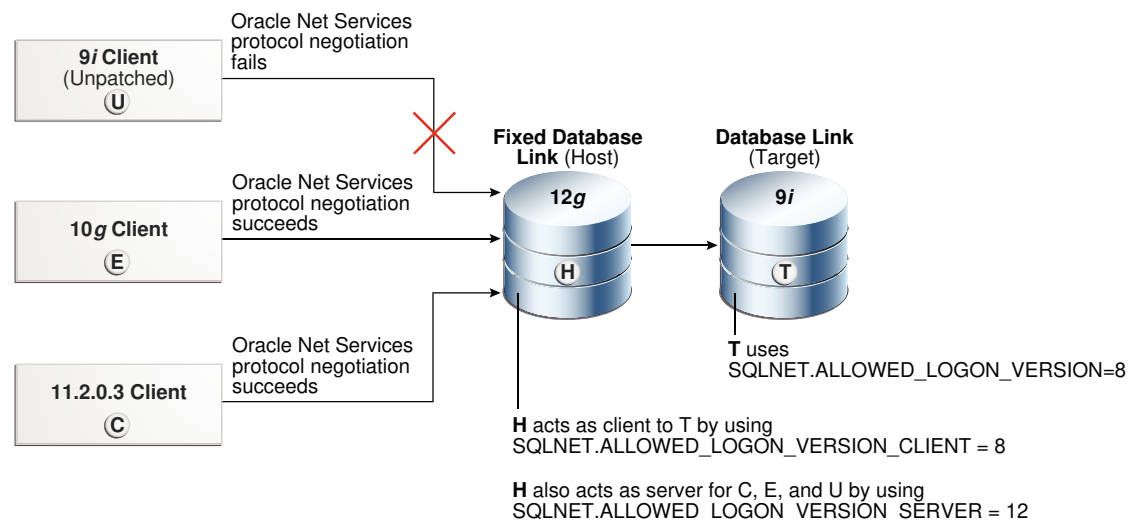 Oracle Net Services
protocol negotiation
fails
9i Client
(Unpatched)
U
Oracle Net Services
protocol negotiation
succeeds
10g Client
E
Oracle Net Services
protocol negotiation
succeeds
11.2.0.3 Client
C
Fixed Database
Link (Host)
12g
H
Database Link
(Target)
9i
T
T uses
SQLNET.ALLOWED_LOGON_VERSION=8
H acts as client to T by using
SQLNET.ALLOWED_LOGON_VERSION_CLIENT = 8
H also acts as server for C, E, and U by using
SQLNET.ALLOWED_LOGON_VERSION_SERVER = 12